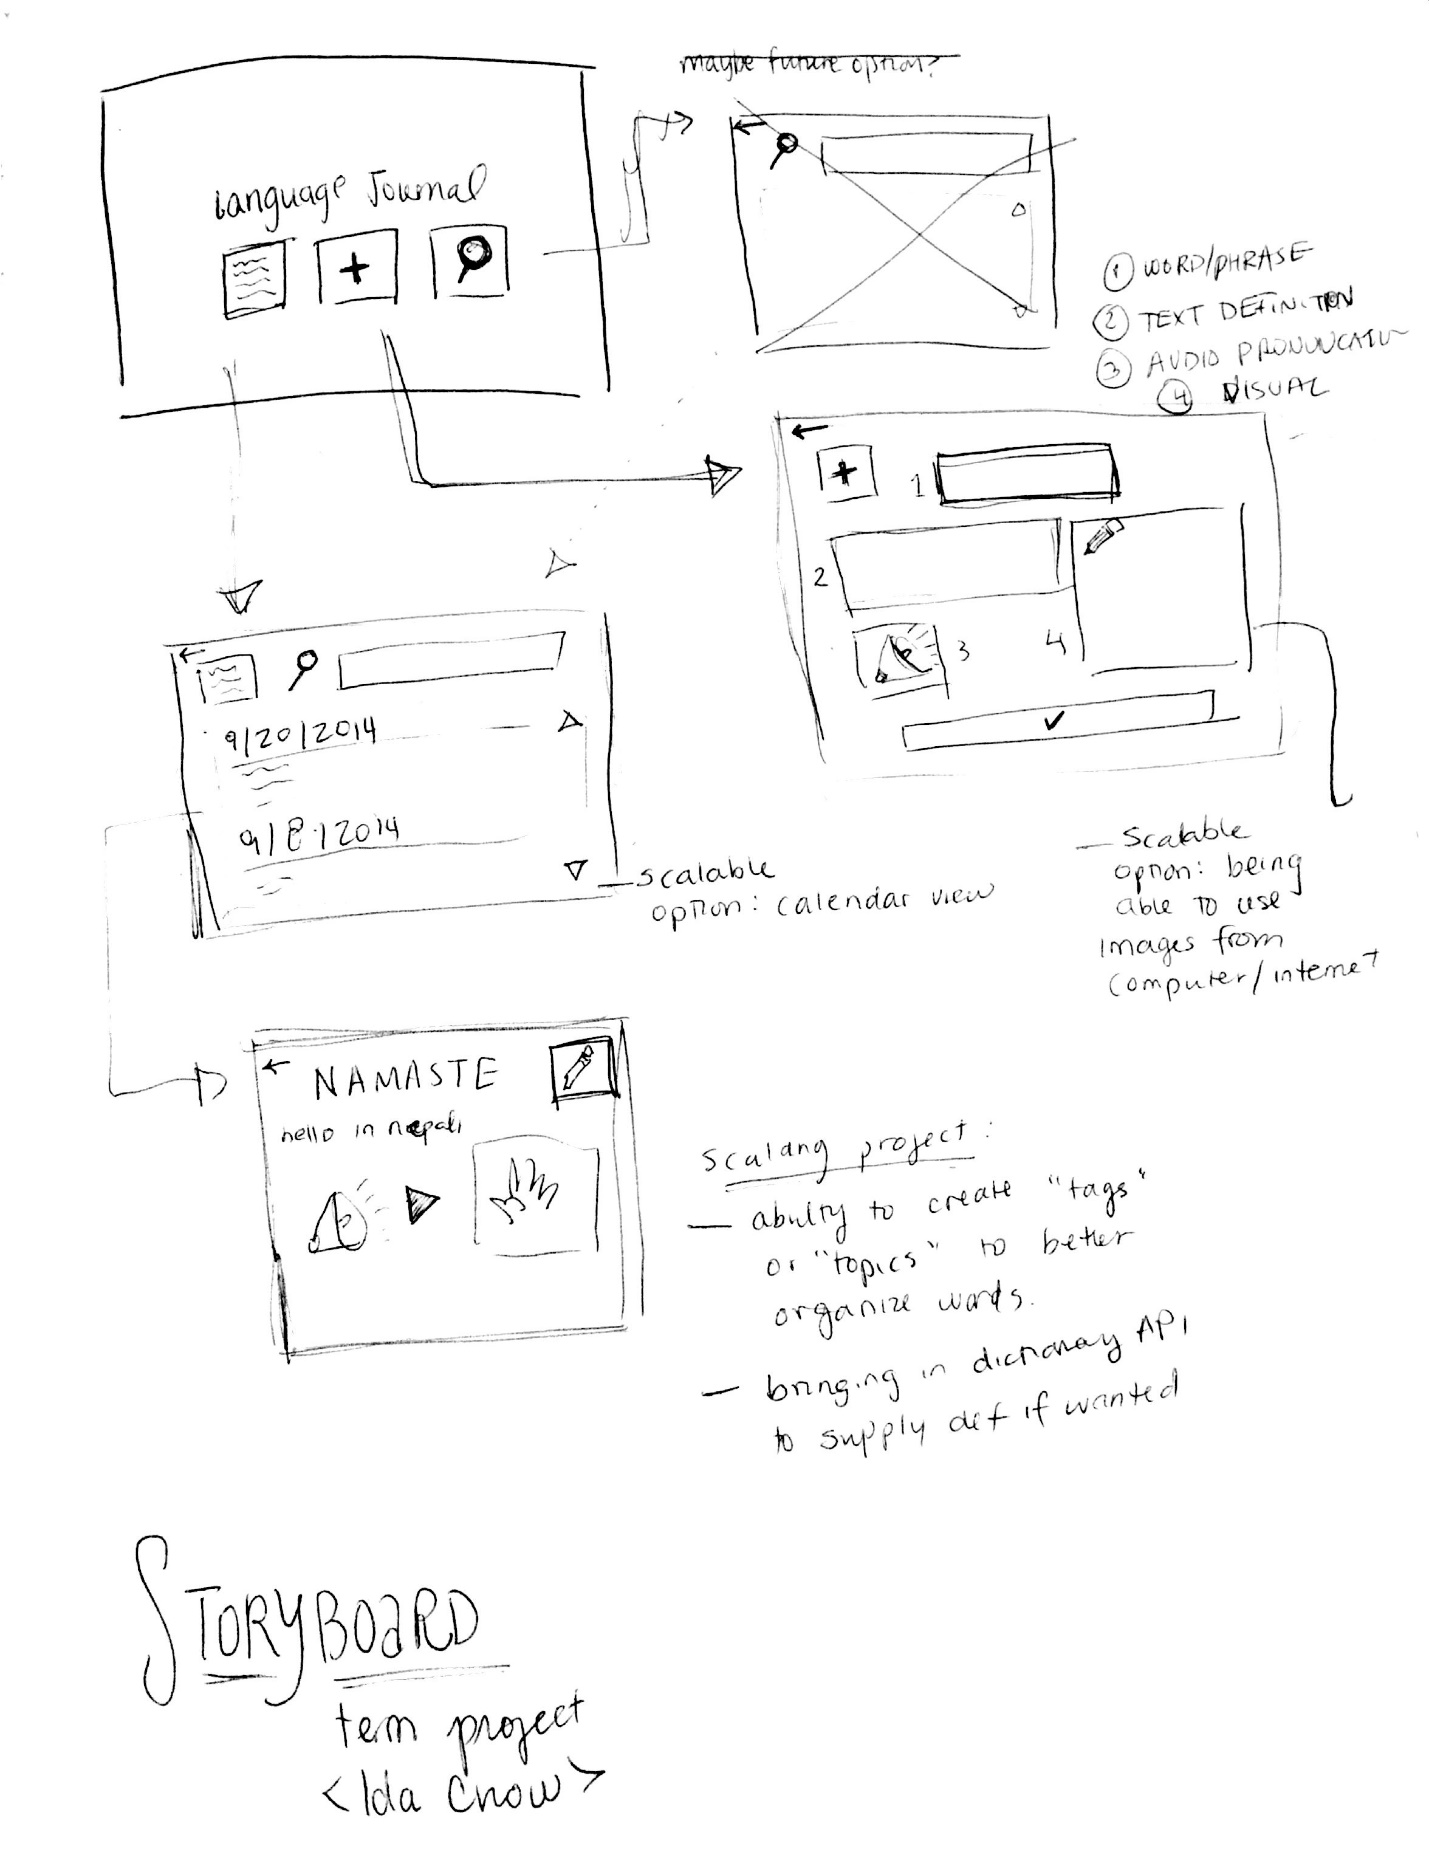 maybe future option?
Language Journal
① WORD/PHRASE
② TEXT DEFINITION
③ AUDIO
④ VISUAL
1
2
3
4
9/20/2014
9/8/2014
— scalable
option: calendar view
— Scalable
option: being
able to use
images from
computer/internet
NAMASTE
hello in nepali
Scalang project:
— ability to create "tags"
or "topics" to better
organize words.
— bringing in dictionary API
to supply def if wanted
STORYBOARD
term project
<Ida Chow>